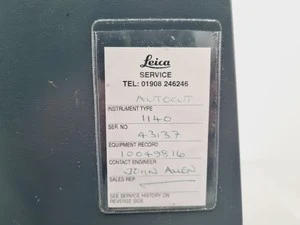 Leica
SERVICE
TEL: 01908 246246
AUTOCUT
INSTRUMENT TYPE
1140
SER. NO
43137
EQUIPMENT RECORD
10049816
CONTACT ENGINEER
JOHN ALLEN
SALES REP
SEE SERVICE HISTORY ON
REVERSE SIDE